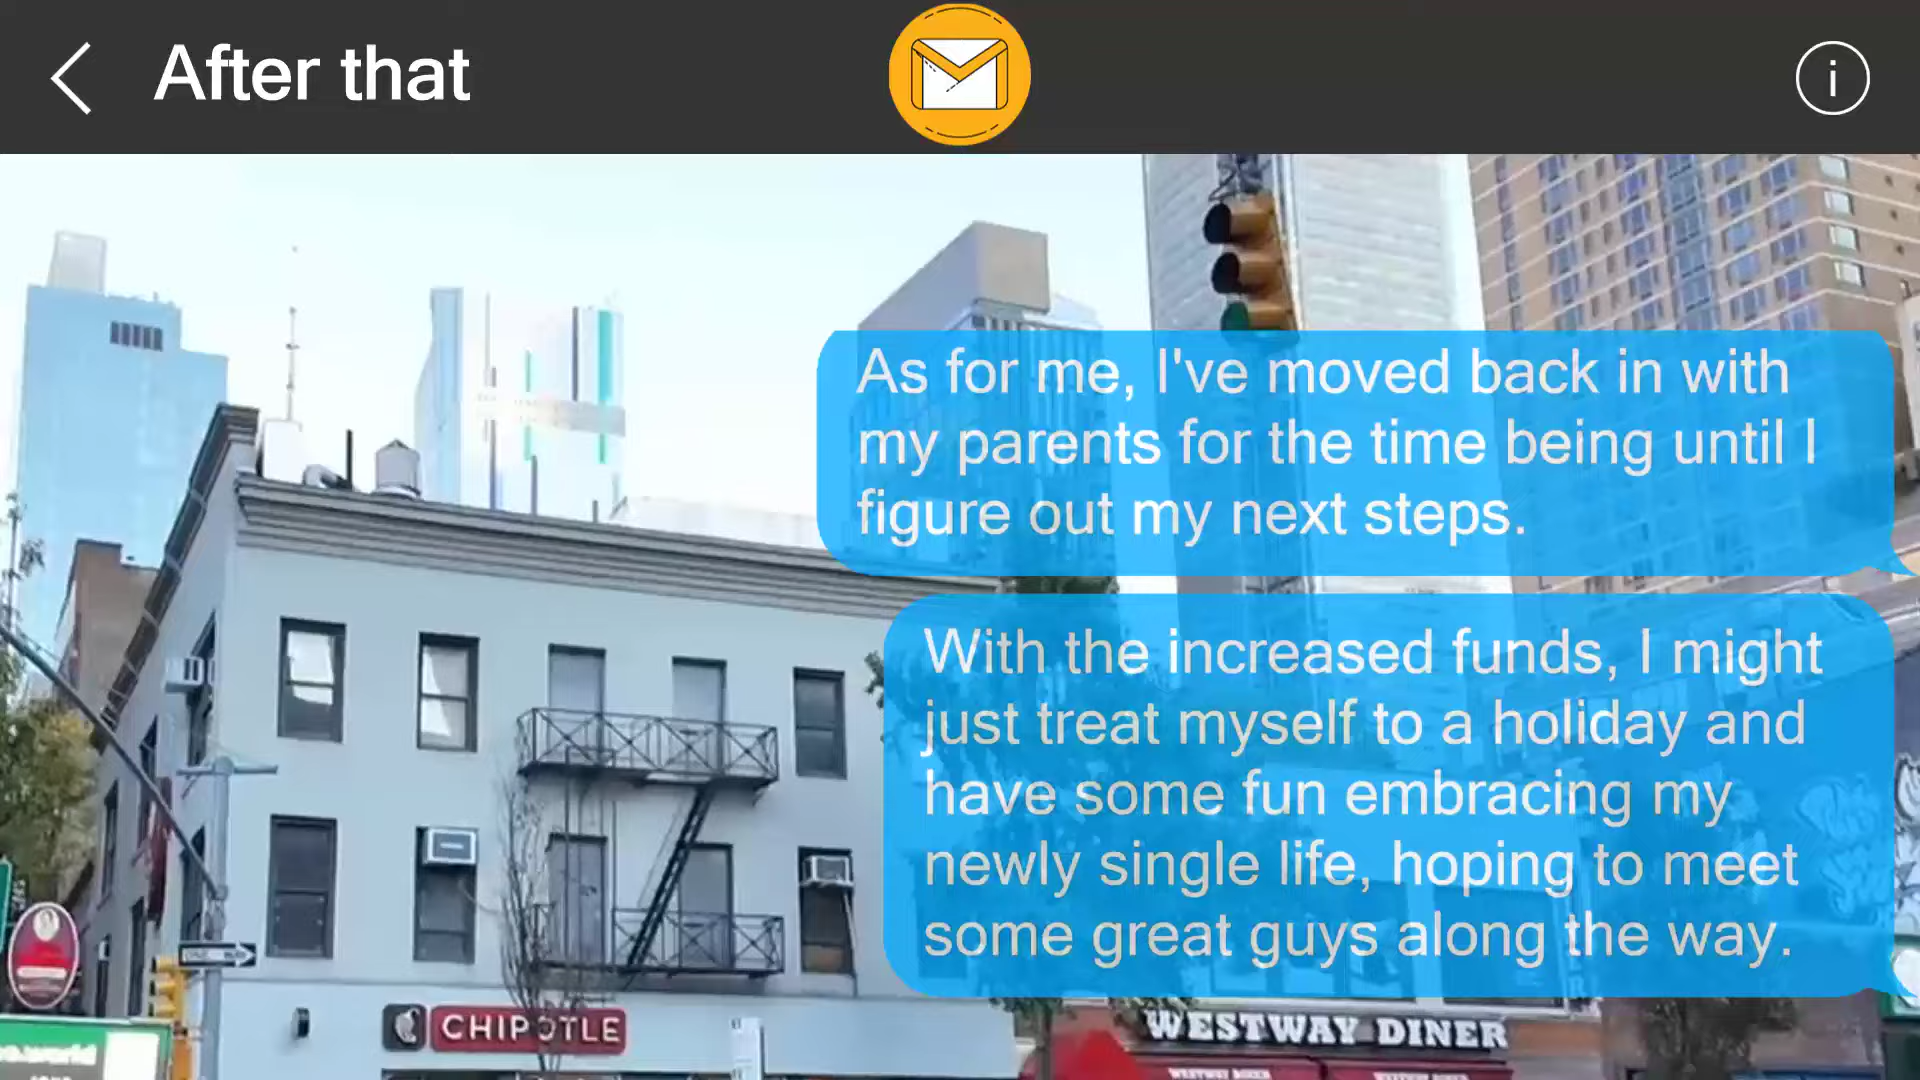 After that
i
As for me, I've moved back in with
my parents for the time being until I
figure out my next steps.
With the increased funds, I might
just treat myself to a holiday and
have some fun embracing my
newly single life, hoping to meet
some great guys along the way.
CHIPOTLE
WESTWAY DINER